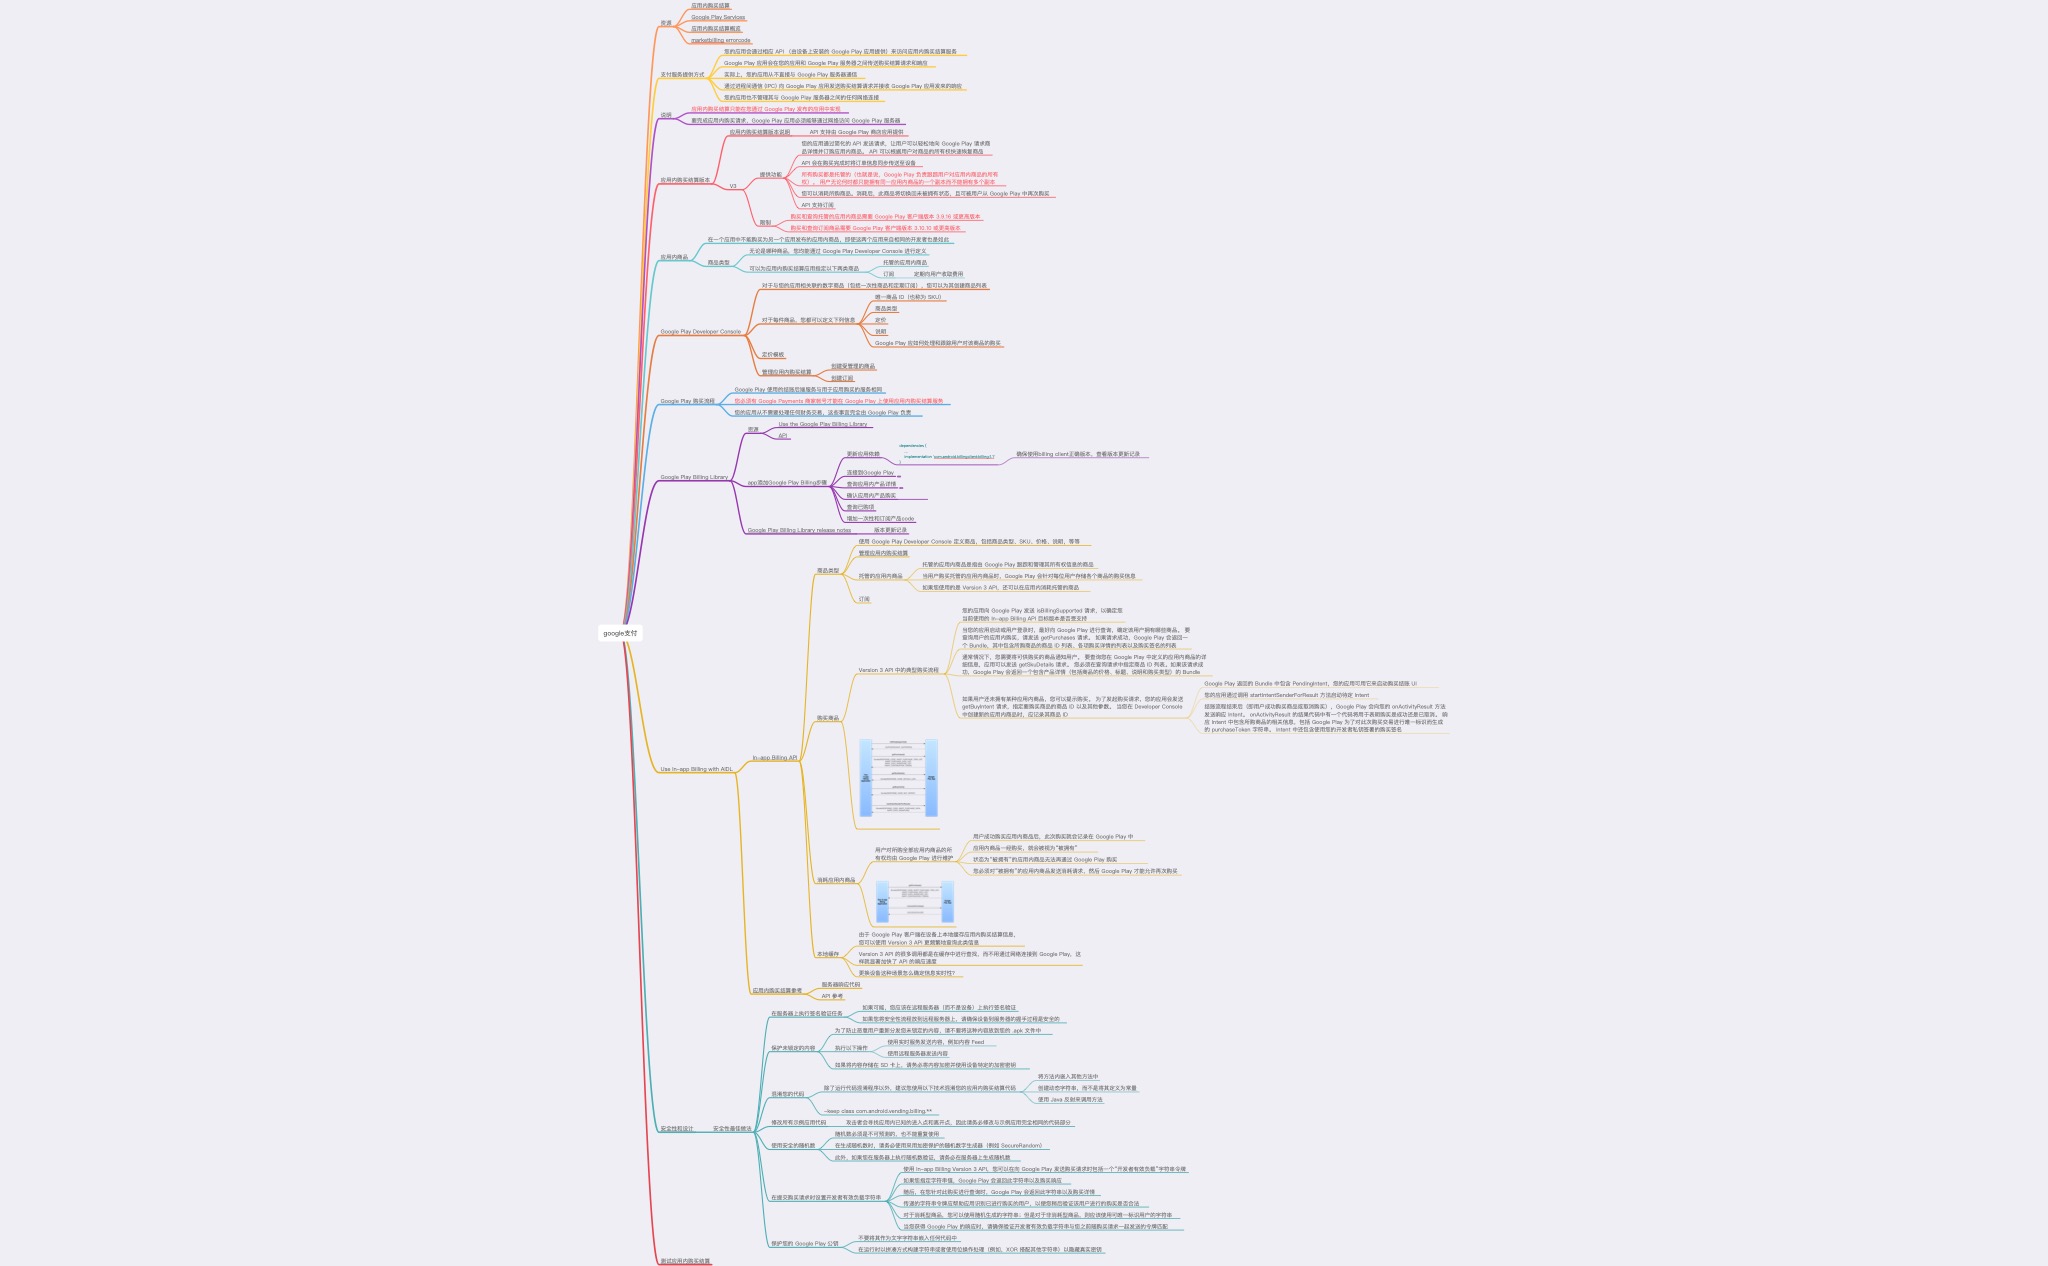 google支付
资源
应用内购买结算
Google Play Services
应用内购买结算概览
marketbilling errorcode
支付服务提供方式
您的应用会通过相应 API （由设备上安装的 Google Play 应用提供）来访问应用内购买结算服务
Google Play 应用会在您的应用和 Google Play 服务器之间传送购买结算请求和响应
实际上，您的应用从不直接与 Google Play 服务器通信
通过进程间通信 (IPC) 向 Google Play 应用发送购买结算请求并接收 Google Play 应用发来的响应
您的应用也不管理其与 Google Play 服务器之间的任何网络连接
说明
应用内购买结算只能在您通过 Google Play 发布的应用中实现
要完成应用内购买请求，Google Play 应用必须能够通过网络访问 Google Play 服务器
应用内购买结算版本
应用内购买结算版本说明
API 支持由 Google Play 商店应用提供
V3
提供功能
您的应用通过简化的 API 发送请求，让用户可以轻松地向 Google Play 请求商
品详情并订购应用内商品。 API 可以根据用户对商品的所有权快速恢复商品
API 会在购买完成时将订单信息同步传送至设备
所有购买都是托管的（也就是说，Google Play 负责跟踪用户对应用内商品的所有
权）。 用户无论何时都只能拥有同一应用内商品的一个副本而不能拥有多个副本
您可以消耗所购商品。消耗后，此商品将切换回未被拥有状态，且可被用户从 Google Play 中再次购买
API 支持订阅
限制
购买和查询托管的应用内商品需要 Google Play 客户端版本 3.9.16 或更高版本
购买和查询订阅商品需要 Google Play 客户端版本 3.10.10 或更高版本
应用内商品
在一个应用中不能购买为另一个应用发布的应用内商品，即使这两个应用来自相同的开发者也是如此
商品类型
无论是哪种商品，您均能通过 Google Play Developer Console 进行定义
可以为应用内购买结算应用指定以下两类商品
托管的应用内商品
订阅
定期向用户收取费用
Google Play Developer Console
对于与您的应用相关联的数字商品（包括一次性商品和定期订阅），您可以为其创建商品列表
对于每件商品，您都可以定义下列信息
唯一商品 ID（也称为 SKU）
商品类型
定价
说明
Google Play 应如何处理和跟踪用户对该商品的购买
定价模板
管理应用内购买结算
创建受管理的商品
创建订阅
Google Play 购买流程
Google Play 使用的结账后端服务与用于应用购买的服务相同
您必须有 Google Payments 商家帐号才能在 Google Play 上使用应用内购买结算服务
您的应用从不需要处理任何财务交易，这些事宜完全由 Google Play 负责
Google Play Billing Library
资源
Use the Google Play Billing Library
API
app添加Google Play Billing步骤
更新应用依赖
dependencies {
...
implementation 'com.android.billingclient:billing:1.1'
}
确保使用billing client正确版本，查看版本更新记录
连接到Google Play
查询应用内产品详情
确认应用内产品购买
查询已购项
增加一次性和订阅产品code
Google Play Billing Library release notes
版本更新记录
Use In-app Billing with AIDL
In-app Billing API
商品类型
使用 Google Play Developer Console 定义商品，包括商品类型、SKU、价格、说明，等等
管理应用内购买结算
托管的应用内商品
托管的应用内商品是指由 Google Play 跟踪和管理其所有权信息的商品
当用户购买托管的应用内商品时，Google Play 会针对每位用户存储各个商品的购买信息
如果您使用的是 Version 3 API，还可以在应用内消耗托管的商品
订阅
购买商品
Version 3 API 中的典型购买流程
您的应用向 Google Play 发送 isBillingSupported 请求，以确定您
当前使用的 In-app Billing API 目标版本是否受支持
当您的应用启动或用户登录时，最好向 Google Play 进行查询，确定该用户拥有哪些商品。 要
查询用户的应用内购买，请发送 getPurchases 请求。 如果请求成功，Google Play 会返回一
个 Bundle，其中包含所购商品的商品 ID 列表、各项购买详情的列表以及购买签名的列表
通常情况下，您需要将可供购买的商品通知用户。 要查询您在 Google Play 中定义的应用内商品的详
细信息，应用可以发送 getSkuDetails 请求。 您必须在查询请求中指定商品 ID 列表。如果该请求成
功，Google Play 会返回一个包含产品详情（包括商品的价格、标题、说明和购买类型）的 Bundle
如果用户还未拥有某种应用内商品，您可以提示购买。 为了发起购买请求，您的应用会发送
getBuyIntent 请求，指定要购买商品的商品 ID 以及其他参数。 当您在 Developer Console
中创建新的应用内商品时，应记录其商品 ID
Google Play 返回的 Bundle 中包含 PendingIntent，您的应用可用它来启动购买结账 UI
您的应用通过调用 startIntentSenderForResult 方法启动待定 Intent
结账流程结束后（即用户成功购买商品或取消购买），Google Play 会向您的 onActivityResult 方法
发送响应 Intent。 onActivityResult 的结果代码中有一个代码将用于表明购买是成功还是已取消。 响
应 Intent 中包含所购商品的相关信息，包括 Google Play 为了对此次购买交易进行唯一标识而生成
的 purchaseToken 字符串。 Intent 中还包含使用您的开发者私钥签署的购买签名
消耗应用内商品
用户对所购全部应用内商品的所
有权均由 Google Play 进行维护
用户成功购买应用内商品后，此次购买就会记录在 Google Play 中
应用内商品一经购买，就会被视为“被拥有”
状态为“被拥有”的应用内商品无法再通过 Google Play 购买
您必须对“被拥有”的应用内商品发送消耗请求，然后 Google Play 才能允许再次购买
本地缓存
由于 Google Play 客户端在设备上本地缓存应用内购买结算信息，
您可以使用 Version 3 API 更频繁地查询此类信息
Version 3 API 的很多调用都是在缓存中进行查找，而不用通过网络连接到 Google Play，这
样就显著加快了 API 的响应速度
更换设备这种场景怎么确定信息实时性？
应用内购买结算参考
服务器响应代码
API 参考
安全性和设计
安全性最佳做法
在服务器上执行签名验证任务
如果可能，您应该在远程服务器（而不是设备）上执行签名验证
如果您将安全性流程放到远程服务器上，请确保设备到服务器的握手过程是安全的
保护未锁定的内容
为了防止恶意用户重新分发您未锁定的内容，请不要将这种内容放到您的 .apk 文件中
执行以下操作
使用实时服务发送内容，例如内容 Feed
使用远程服务器发送内容
如果将内容存储在 SD 卡上，请务必将内容加密并使用设备特定的加密密钥
混淆您的代码
除了运行代码混淆程序以外，建议您使用以下技术混淆您的应用内购买结算代码
将方法内嵌入其他方法中
创建动态字符串，而不是将其定义为常量
使用 Java 反射来调用方法
-keep class com.android.vending.billing.**
修改所有示例应用代码
攻击者会寻找应用内已知的进入点和离开点，因此请务必修改与示例应用完全相同的代码部分
使用安全的随机数
随机数必须是不可预测的，也不能重复使用
在生成随机数时，请务必使用采用加密保护的随机数字生成器（例如 SecureRandom）
此外，如果您在服务器上执行随机数验证，请务必在服务器上生成随机数
在提交购买请求时设置开发者有效负载字符串
使用 In-app Billing Version 3 API，您可以在向 Google Play 发送购买请求时包括一个“开发者有效负载”字符串令牌
如果您指定字符串值，Google Play 会返回此字符串以及购买响应
随后，在您针对此购买进行查询时，Google Play 会返回此字符串以及购买详情
传递的字符串令牌应帮助应用识别已进行购买的用户，以便您稍后验证该用户进行的购买是否合法
对于消耗型商品，您可以使用随机生成的字符串；但是对于非消耗型商品，则应该使用可唯一标识用户的字符串
当您获得 Google Play 的响应时，请确保验证开发者有效负载字符串与您之前随购买请求一起发送的令牌匹配
保护您的 Google Play 公钥
不要将其作为文字字符串嵌入任何代码中
在运行时以拼凑方式构建字符串或者使用位操作处理（例如，XOR 搭配其他字符串）以隐藏真实密钥
测试应用内购买结算